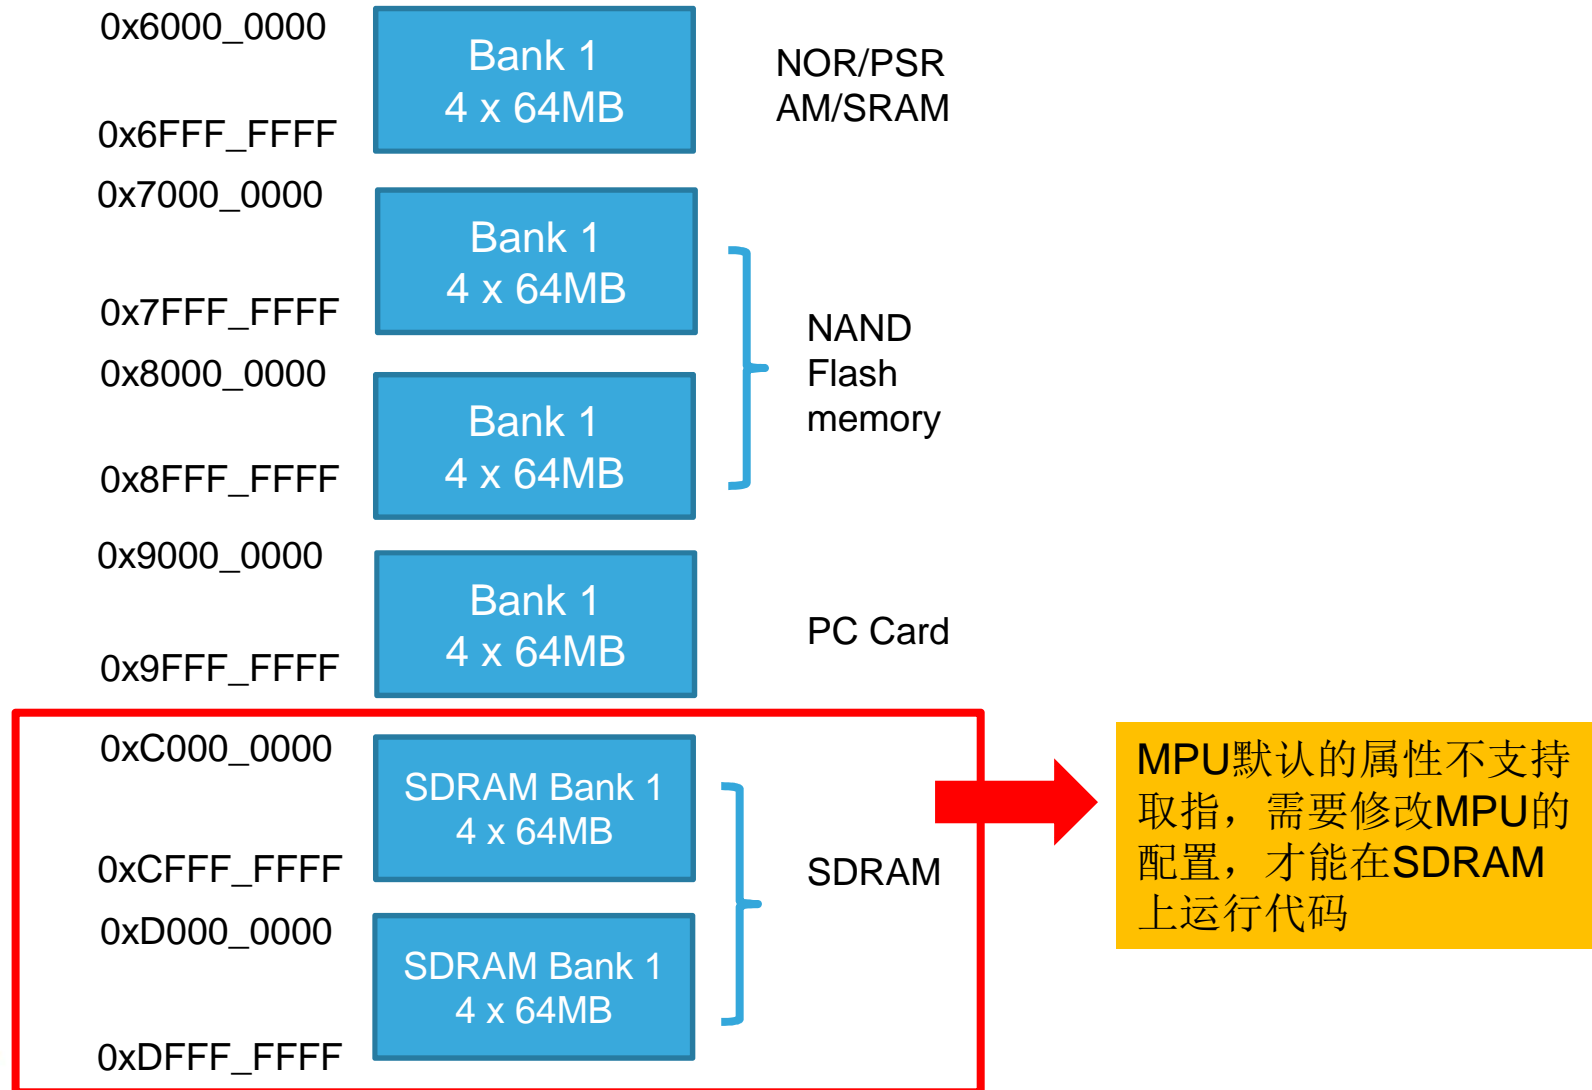 0x6000_0000
Bank 1
4 x 64MB
NOR/PSR
AM/SRAM
0x6FFF_FFFF
0x7000_0000
Bank 1
4 x 64MB
0x7FFF_FFFF
NAND
Flash
memory
0x8000_0000
Bank 1
4 x 64MB
0x8FFF_FFFF
0x9000_0000
Bank 1
4 x 64MB
PC Card
0x9FFF_FFFF
0xC000_0000
SDRAM Bank 1
4 x 64MB
0xCFFF_FFFF
SDRAM
0xD000_0000
SDRAM Bank 1
4 x 64MB
0xDFFF_FFFF
MPU默认的属性不支持
取指，需要修改MPU的
配置，才能在SDRAM
上运行代码